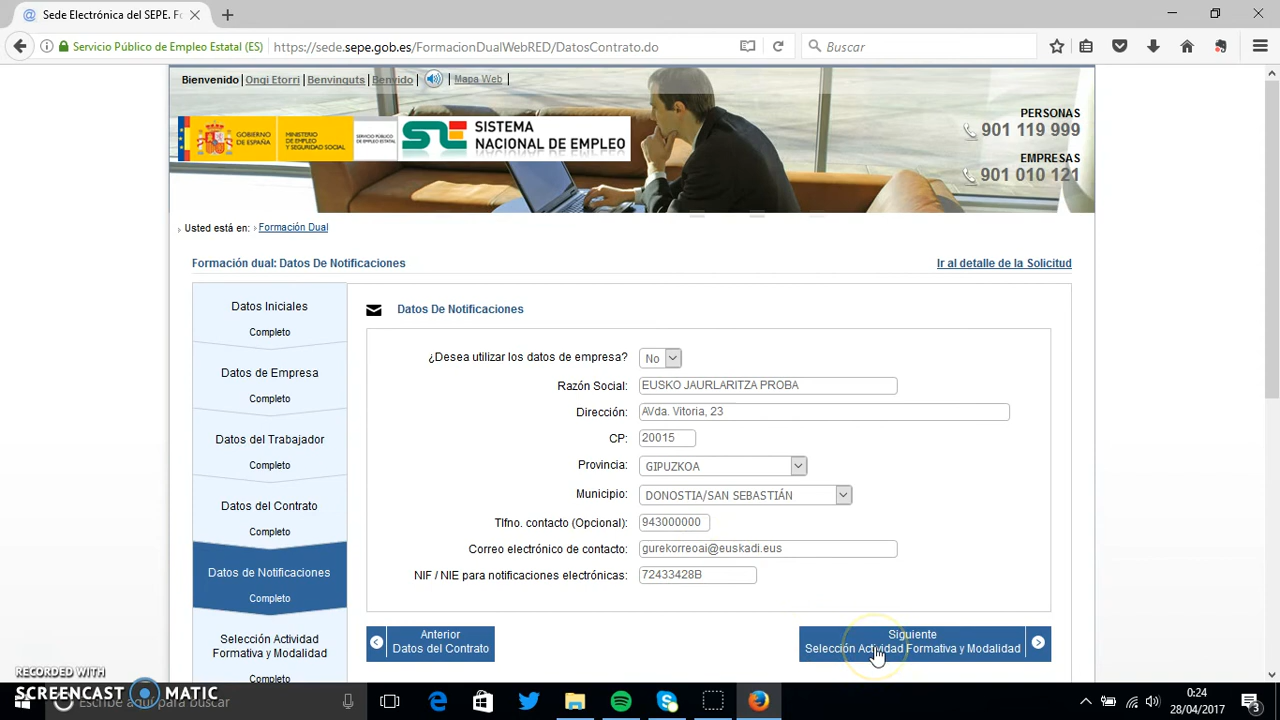 Sede Electrónica del SEPE. F
Servicio Público de Empleo Estatal (ES)
https://sede.sepe.gob.es/FormacionDualWebRED/DatosContrato.do
Buscar
Bienvenido | Ongi Etorri | Benvinguts | Benvido | Mapa Web |
PERSONAS
901 119 999
EMPRESAS
901 010 121
GOBIERNO
DE ESPAÑA
MINISTERIO
DE EMPLEO
Y SEGURIDAD SOCIAL
SERVICIO PÚBLICO
DE EMPLEO ESTATAL
SISTEMA
NACIONAL DE EMPLEO
Usted está en: Formación Dual
Formación dual: Datos De Notificaciones
Ir al detalle de la Solicitud
Datos Iniciales
Completo
Datos de Empresa
Completo
Datos del Trabajador
Completo
Datos del Contrato
Completo
Datos de Notificaciones
Completo
Selección Actividad
Formativa y Modalidad
Completo
Datos De Notificaciones
¿Desea utilizar los datos de empresa? No
Razón Social: EUSKO JAURLARITZA PROBA
Dirección: AVda. Vitoria, 23
CP: 20015
Provincia: GIPUZKOA
Municipio: DONOSTIA/SAN SEBASTIÁN
Tlfno. contacto (Opcional): 943000000
Correo electrónico de contacto: gurekorreoai@euskadi.eus
NIF / NIE para notificaciones electrónicas: 72433428B
Anterior
Datos del Contrato
Siguiente
Selección Actividad Formativa y Modalidad
RECORDED WITH
SCREENCAST MATIC
Escribe aquí para buscar
0:24
28/04/2017
3